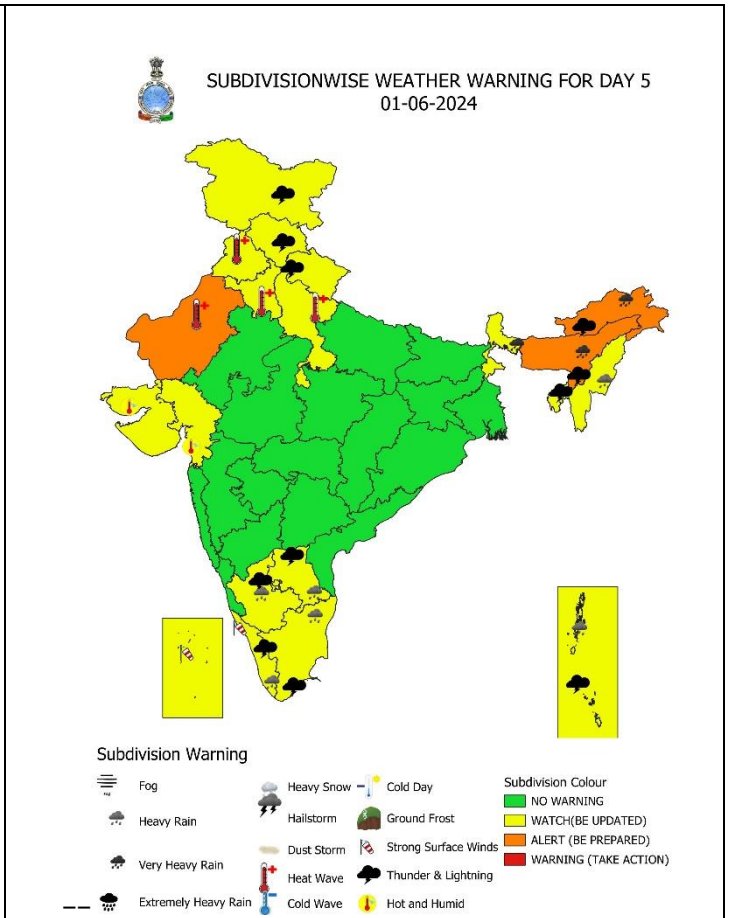 SUBDIVISIONWISE WEATHER WARNING FOR DAY 5
01-06-2024
Subdivision Warning
Fog
Heavy Rain
Very Heavy Rain
Extremely Heavy Rain
Heavy Snow
Hailstorm
Dust Storm
Heat Wave
Cold Wave
Cold Day
Ground Frost
Strong Surface Winds
Thunder & Lightning
Hot and Humid
Subdivision Colour
NO WARNING
WATCH(BE UPDATED)
ALERT (BE PREPARED)
WARNING (TAKE ACTION)